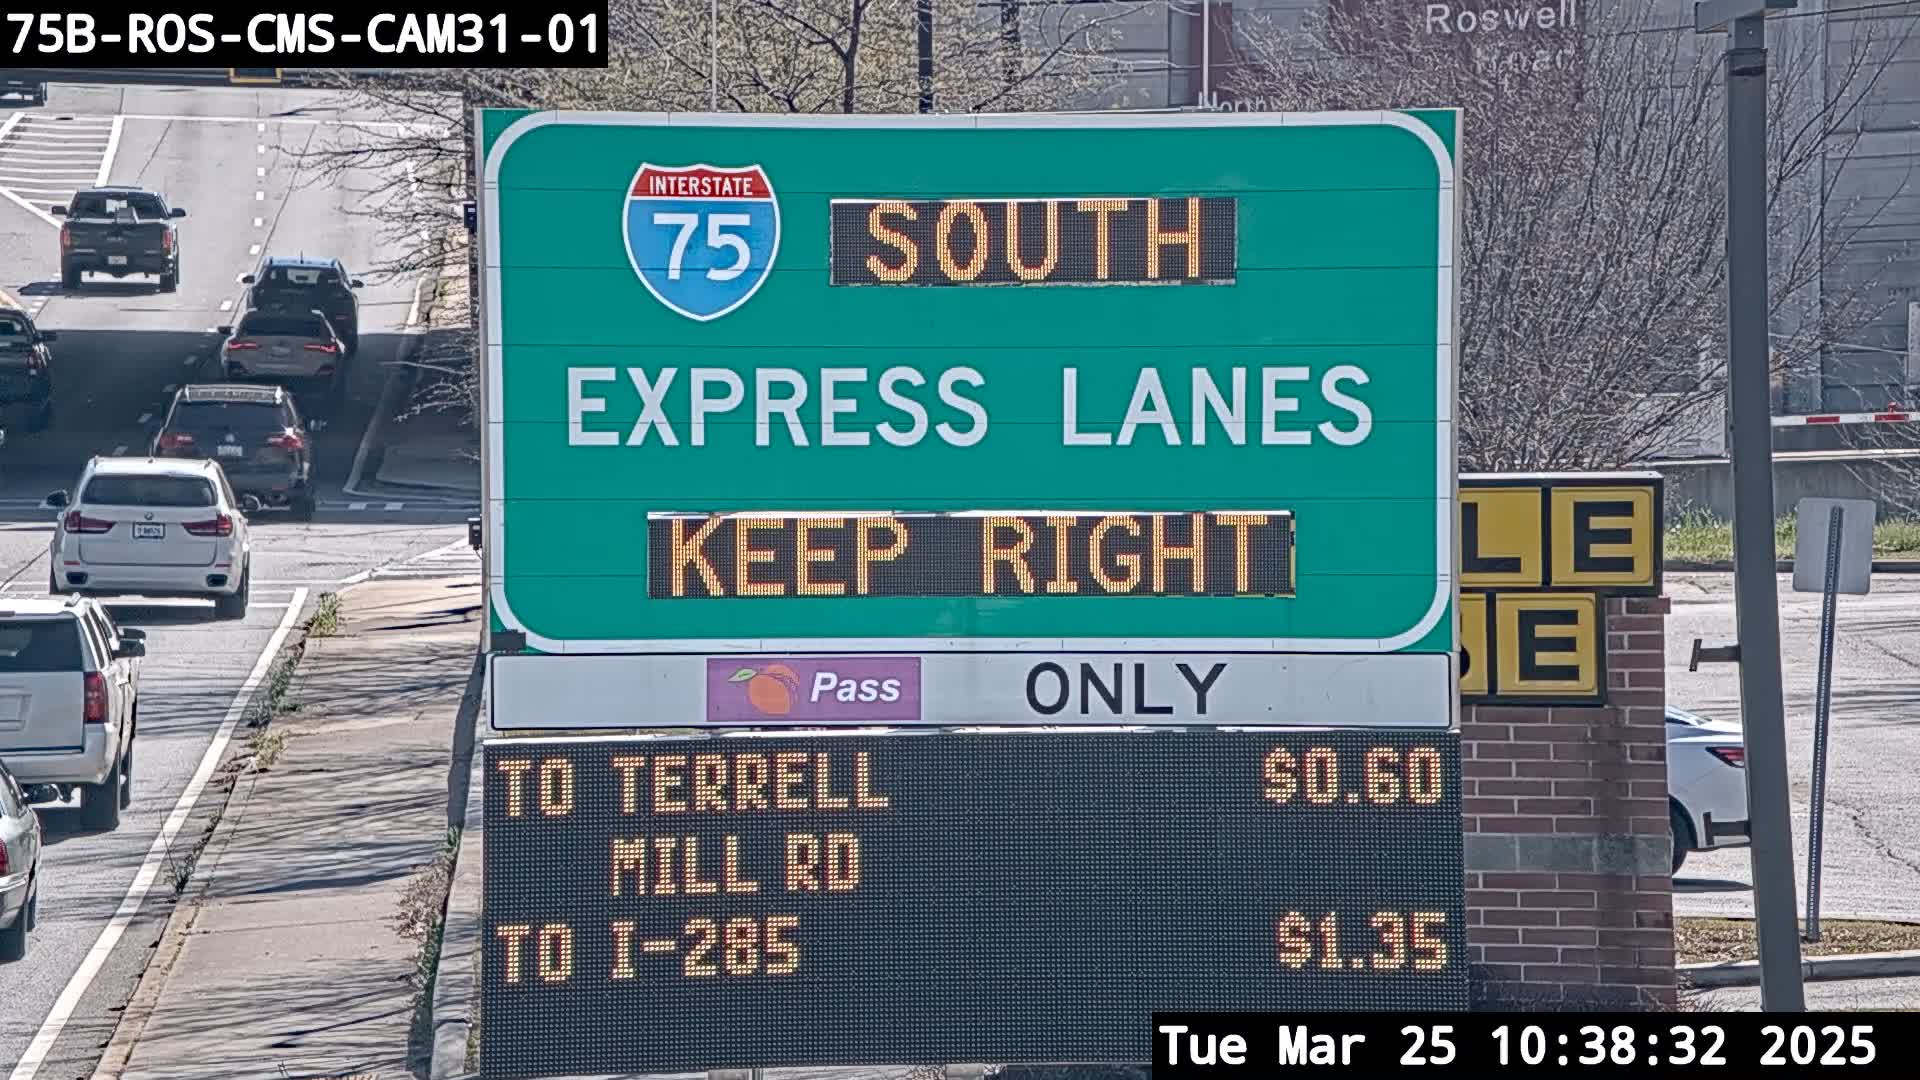 75B-ROS-CMS-CAM31-01
Roswell
INTERSTATE
75
SOUTH
EXPRESS LANES
KEEP RIGHT
LE
E
Pass
ONLY
TO TERRELL $0.60
MILL RD
TO I-285 $1.35
Tue Mar 25 10:38:32 2025